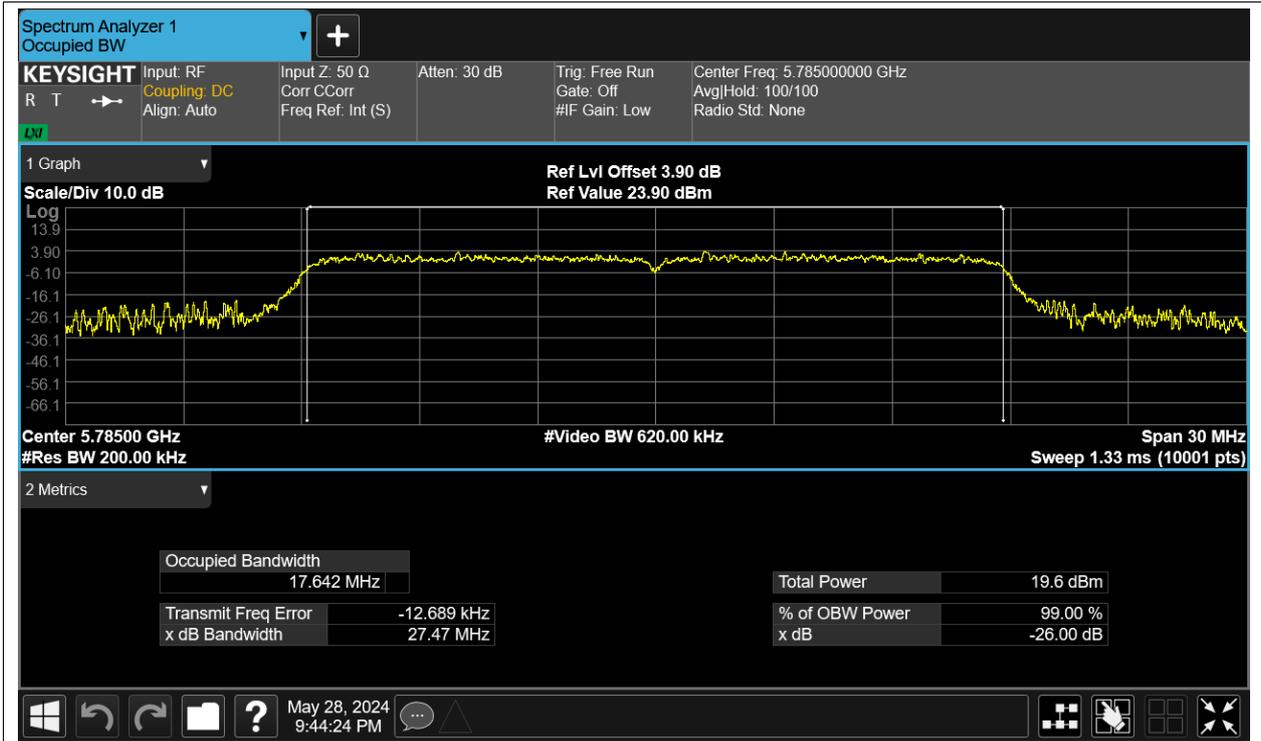 Spectrum Analyzer 1
Occupied BW
+
KEYSIGHT
R T
LXI
Input: RF
Coupling: DC
Align: Auto
Input Z: 50 Ω
Corr CCorr
Freq Ref: Int (S)
Atten: 30 dB
Trig: Free Run
Gate: Off
#IF Gain: Low
Center Freq: 5.785000000 GHz
Avg|Hold: 100/100
Radio Std: None
1 Graph
Scale/Div 10.0 dB
Ref Lvl Offset 3.90 dB
Ref Value 23.90 dBm
Log
13.9
3.90
-6.10
-16.1
-26.1
-36.1
-46.1
-56.1
-66.1
Center 5.78500 GHz
#Video BW 620.00 kHz
Span 30 MHz
#Res BW 200.00 kHz
Sweep 1.33 ms (10001 pts)
2 Metrics
Occupied Bandwidth
17.642 MHz
Transmit Freq Error -12.689 kHz
x dB Bandwidth 27.47 MHz
Total Power 19.6 dBm
% of OBW Power 99.00 %
x dB -26.00 dB
?
May 28, 2024
9:44:24 PM